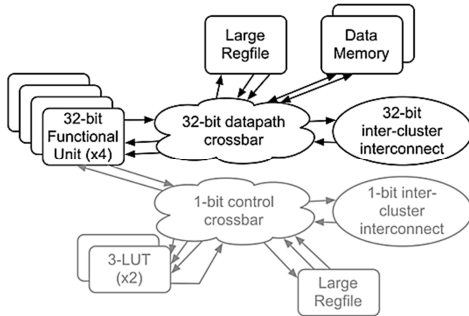 Large
Regfile
Data
Memory
32-bit
Functional
Unit (x4)
32-bit datapath
crossbar
32-bit
inter-cluster
interconnect
1-bit control
crossbar
1-bit inter-
cluster
interconnect
3-LUT
(x2)
Large
Regfile